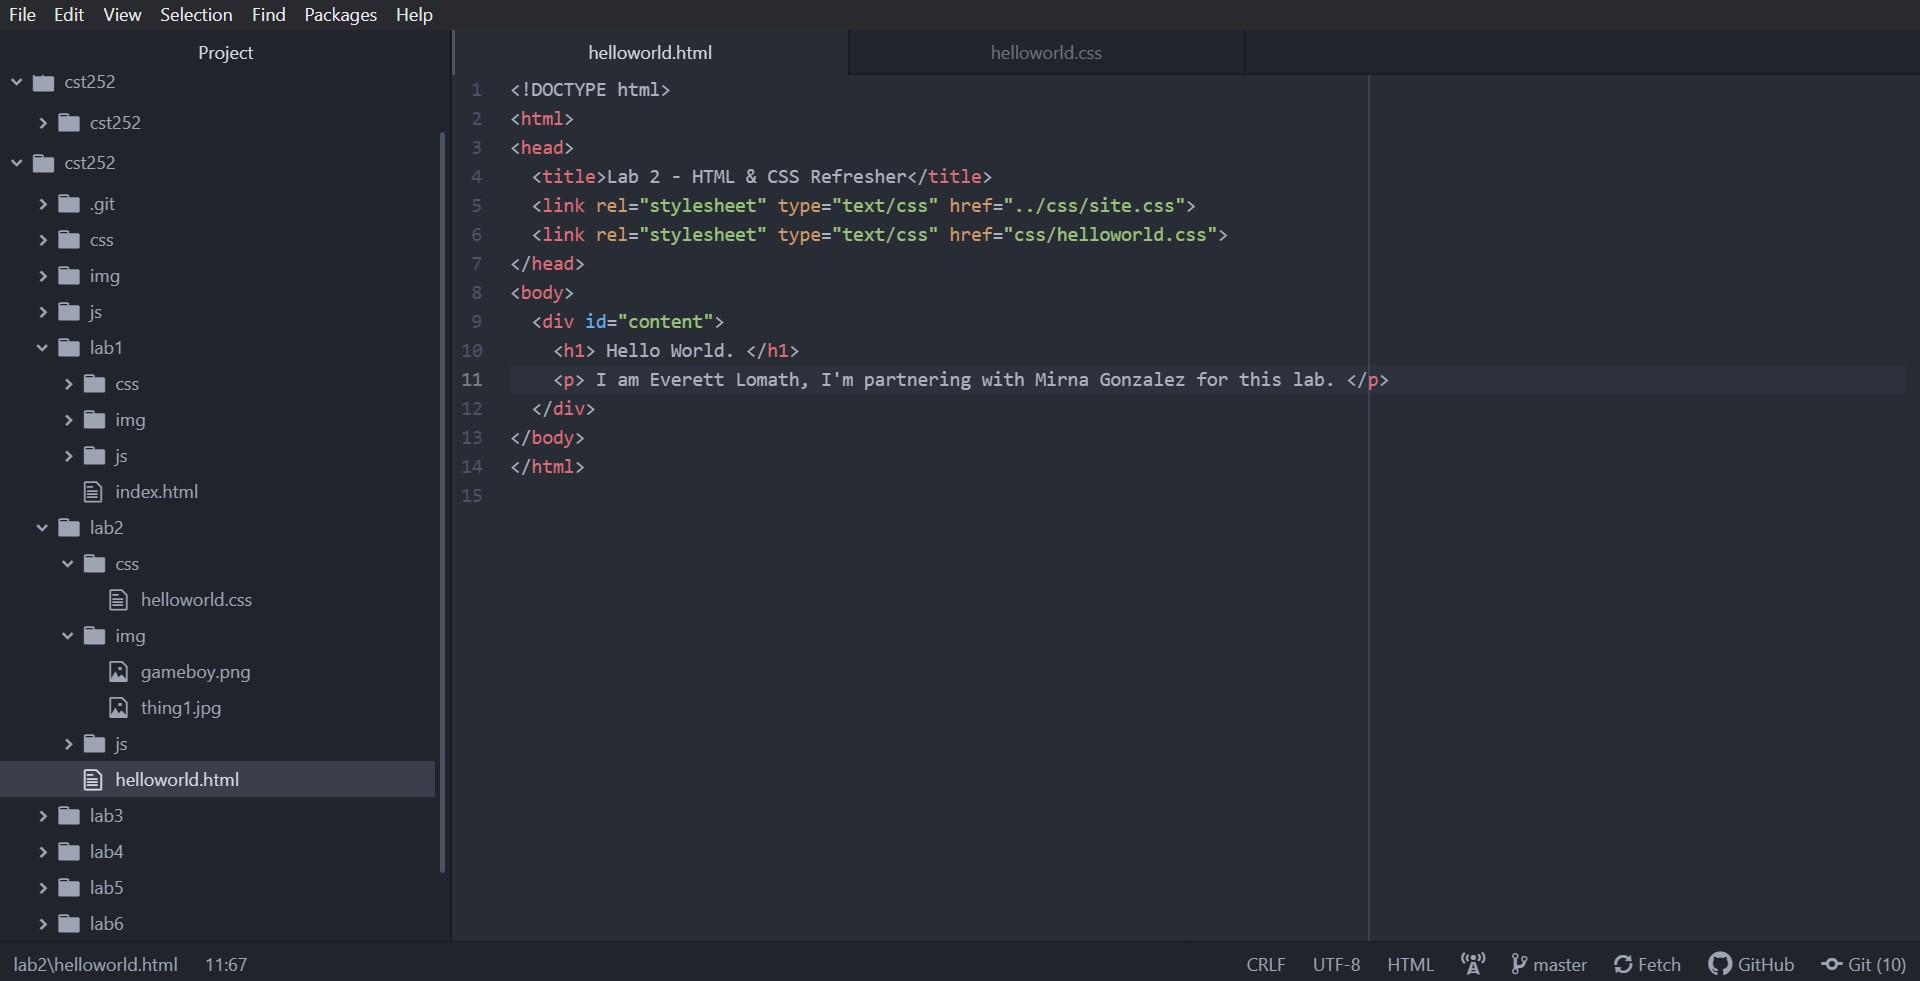 File Edit View Selection Find Packages Help
Project
cst252
cst252
cst252
.git
css
img
js
lab1
css
img
js
index.html
lab2
css
helloworld.css
img
gameboy.png
thing1.jpg
js
helloworld.html
lab3
lab4
lab5
lab6
helloworld.html helloworld.css
1 <!DOCTYPE html>
2 <html>
3 <head>
4   <title>Lab 2 - HTML & CSS Refresher</title>
5   <link rel="stylesheet" type="text/css" href="../css/site.css">
6   <link rel="stylesheet" type="text/css" href="css/helloworld.css">
7 </head>
8 <body>
9   <div id="content">
10     <h1> Hello World. </h1>
11     <p> I am Everett Lomath, I'm partnering with Mirna Gonzalez for this lab. </p>
12   </div>
13 </body>
14 </html>
15
lab2\helloworld.html 11:67 CRLF UTF-8 HTML master Fetch GitHub Git (10)